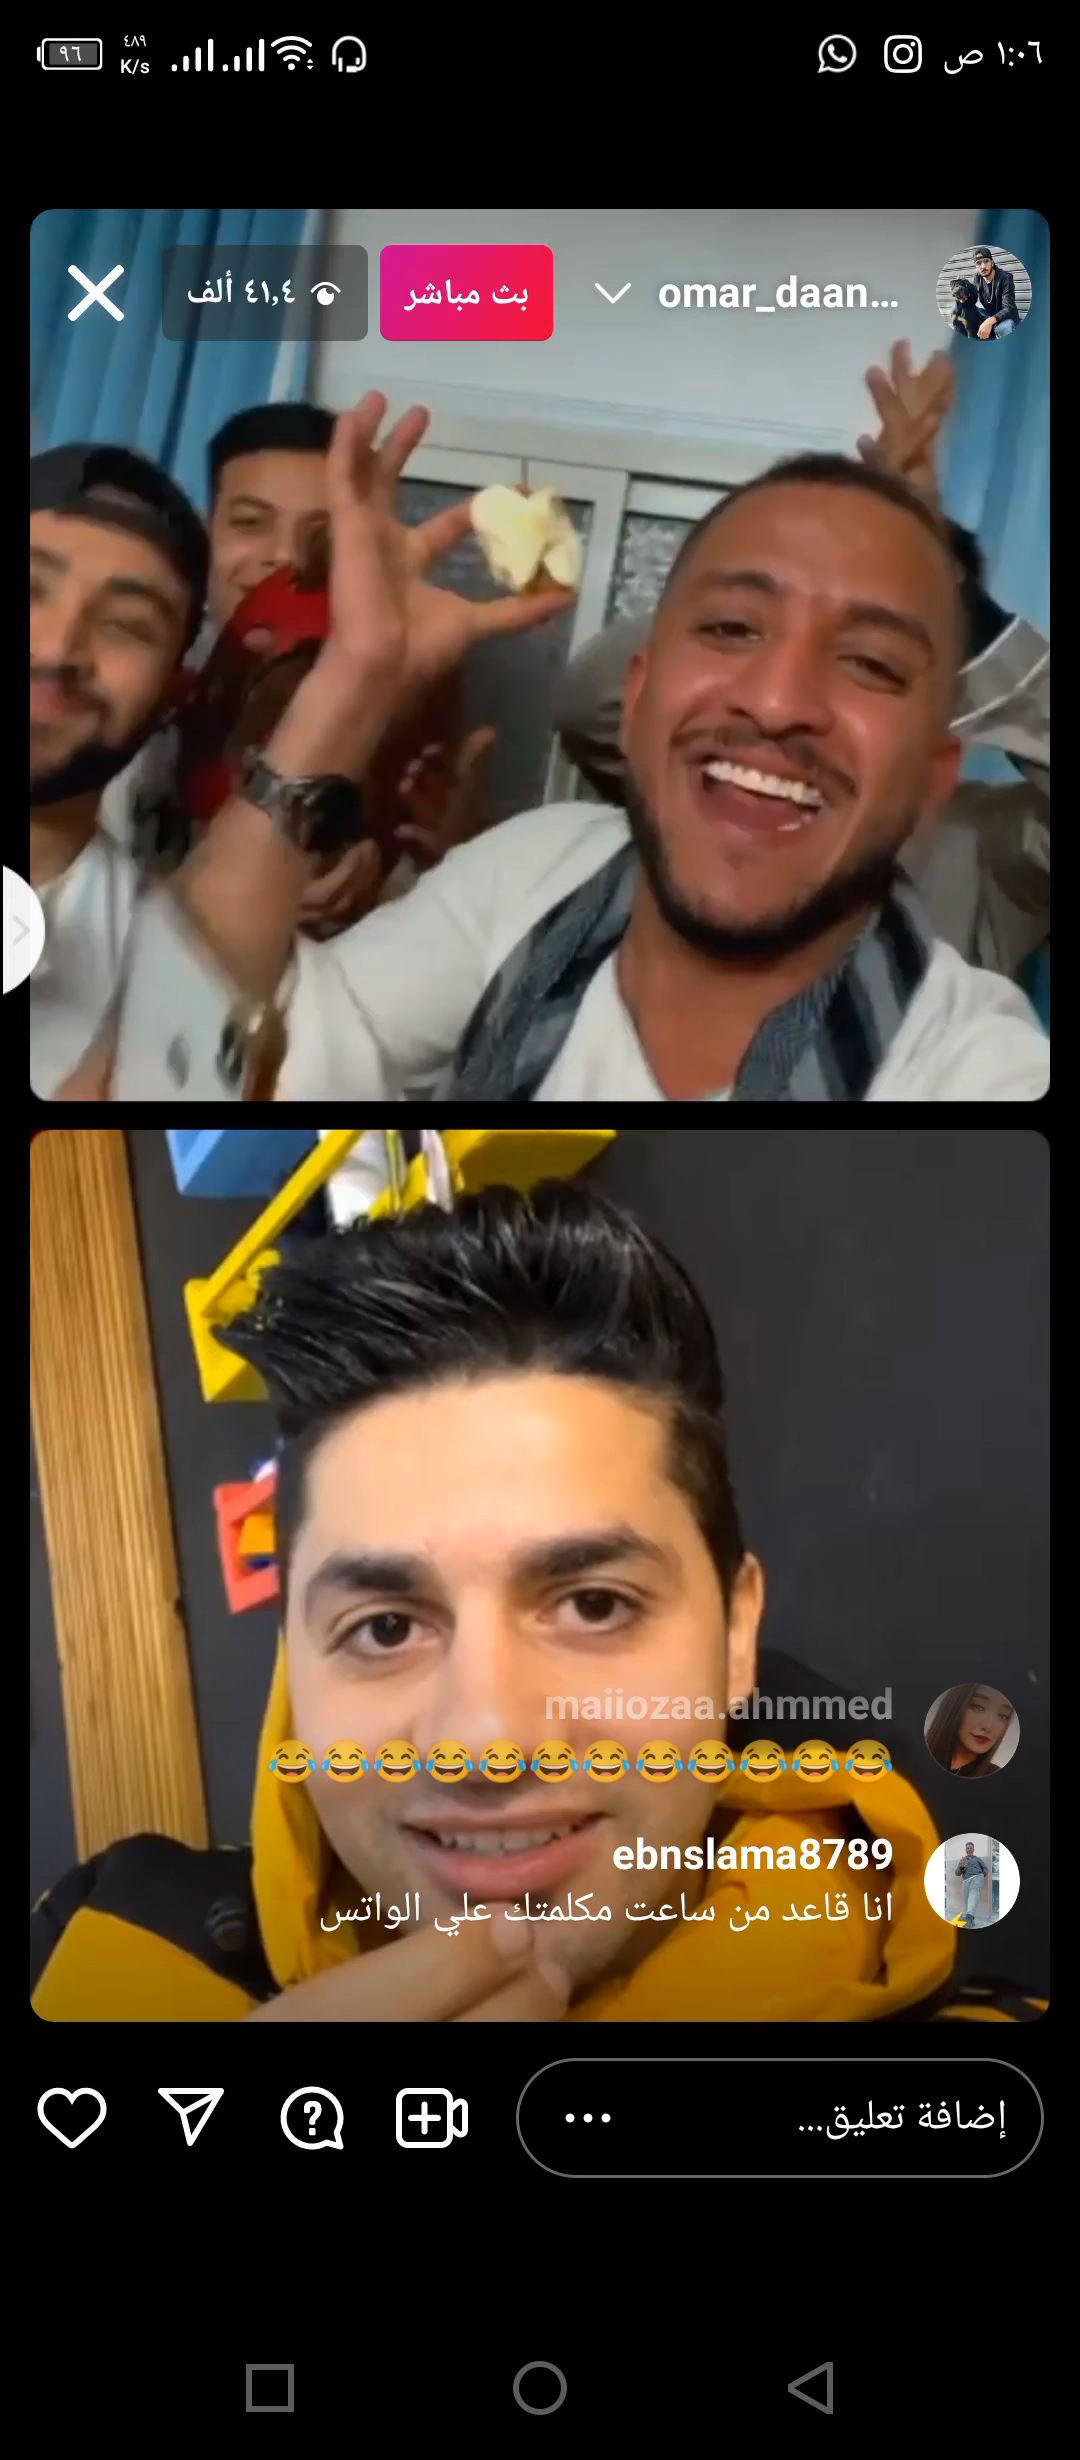 ١:٠٦ ص
٤٨٩
K/s
٩٦
omar_daan...
بث مباشر
٤١,٤ ألف
maiiozaa.ahmmed
😂😂😂😂😂😂😂😂😂😂😂😂
ebnslama8789
انا قاعد من ساعت مكلمتك علي الواتس
إضافة تعليق...